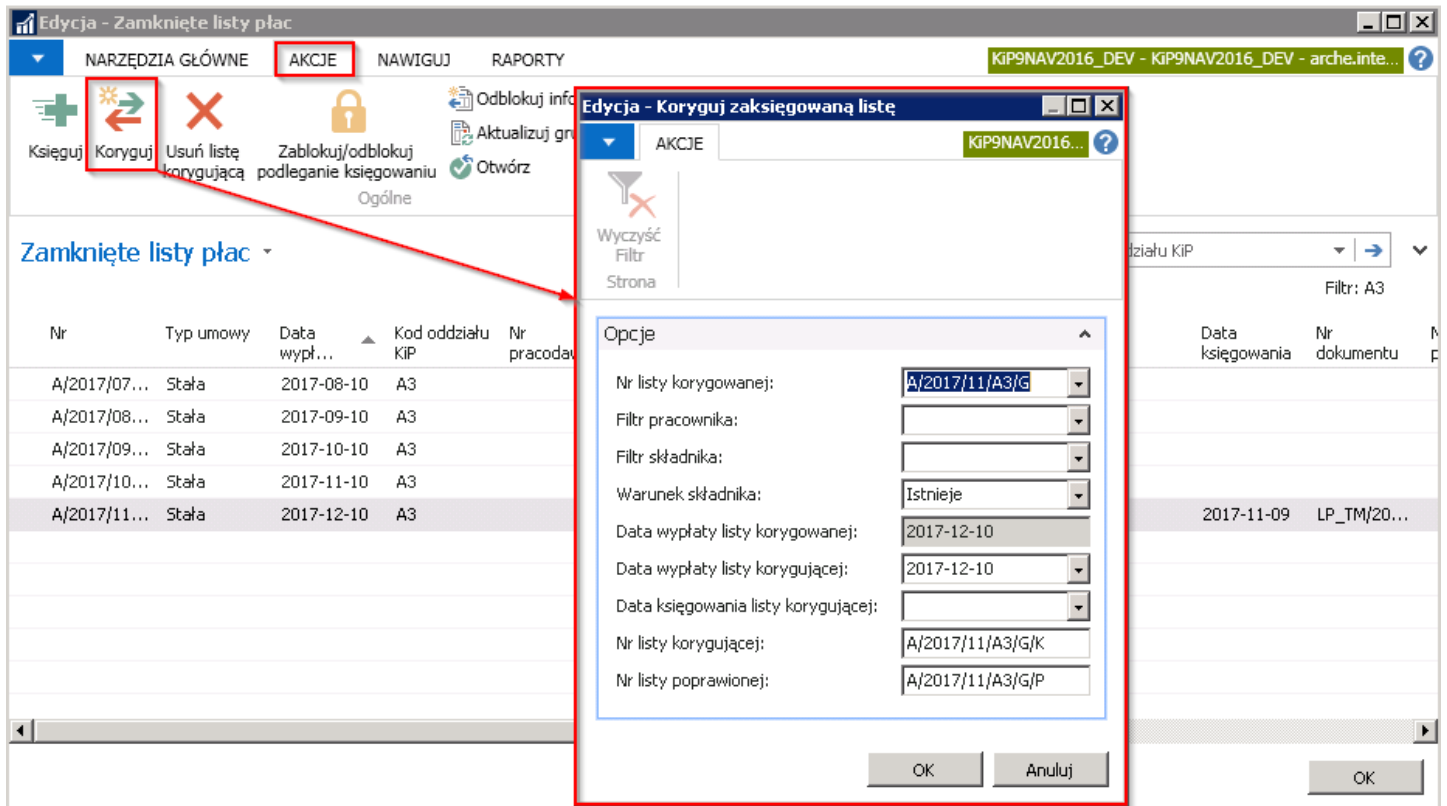 Edycja - Zamknięte listy płac
NARZĘDZIA GŁÓWNE AKCJE NAWIGUJ RAPORTY KiP9NAV2016_DEV - KiP9NAV2016_DEV - arche.inte...
Księguj
Koryguj
Usuń listę
korygującą
Zablokuj/odblokuj
podleganie księgowaniu
Odblokuj
Aktualizuj
Otwórz
Ogólne
Zamknięte listy płac
działu KiP
Filtr: A3
Nr Typ umowy Data
wypł... Kod oddziału
KiP Nr
Data
księgowania Nr
dokumentu
A/2017/07... Stała 2017-08-10 A3
A/2017/08... Stała 2017-09-10 A3
A/2017/09... Stała 2017-10-10 A3
A/2017/10... Stała 2017-11-10 A3
A/2017/11... Stała 2017-12-10 A3 2017-11-09 LP_TM/20...
OK
Edycja - Koryguj zaksięgowaną listę
AKCJE KiP9NAV2016...
Wyczyść
Filtr
Strona
Opcje
Nr listy korygowanej: A/2017/11/A3/G
Filtr pracownika:
Filtr składnika:
Warunek składnika: Istnieje
Data wypłaty listy korygowanej: 2017-12-10
Data wypłaty listy korygującej: 2017-12-10
Data księgowania listy korygującej:
Nr listy korygującej: A/2017/11/A3/G/K
Nr listy poprawionej: A/2017/11/A3/G/P
OK Anuluj